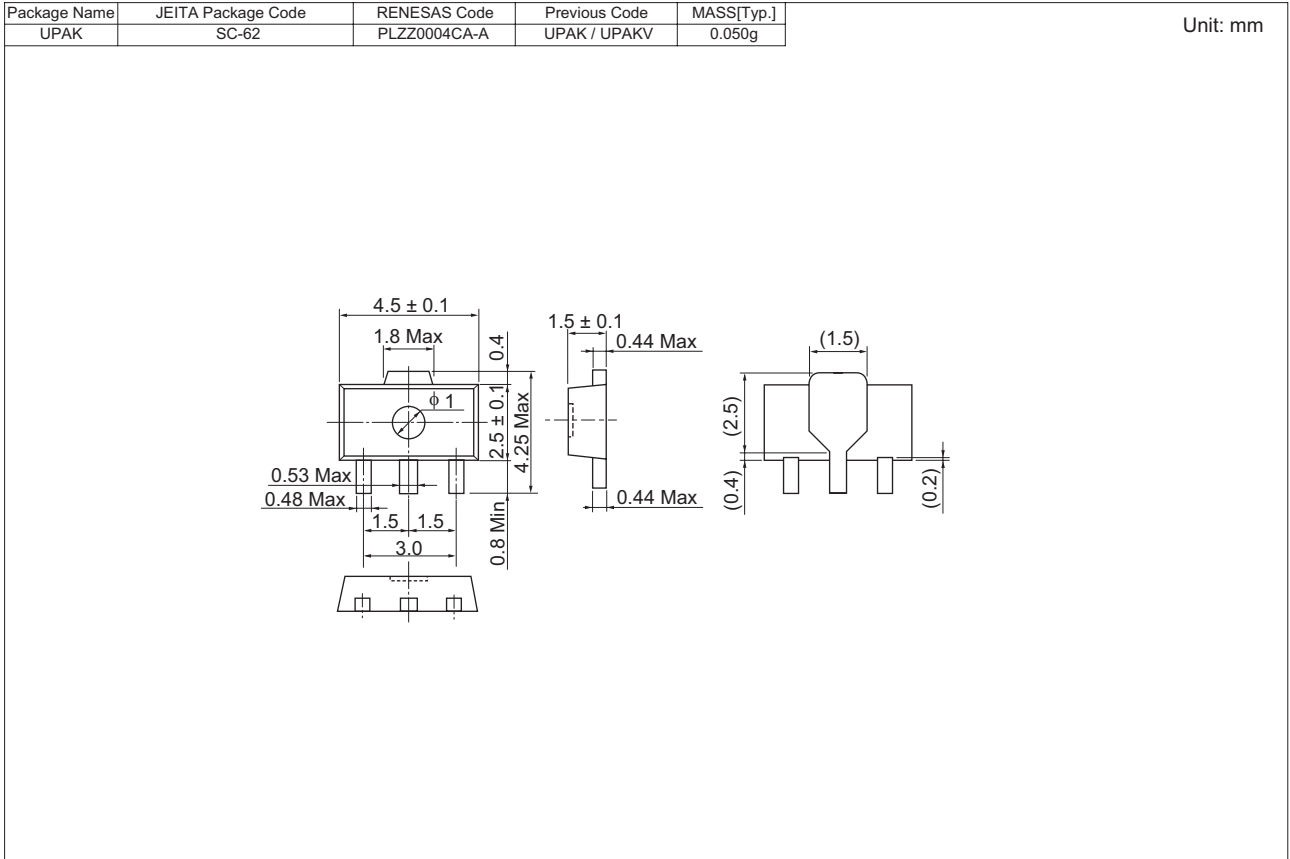 Package Name JEITA Package Code RENESAS Code Previous Code MASS[Typ.]
UPAK SC-62 PLZZ0004CA-A UPAK / UPAKV 0.050g
Unit: mm
4.5 ± 0.1
1.8 Max
0.4
ϕ 1
2.5 ± 0.1
4.25 Max
0.53 Max
0.48 Max
1.5 1.5
3.0
0.8 Min
1.5 ± 0.1
0.44 Max
0.44 Max
(1.5)
(2.5)
(0.4)
(0.2)